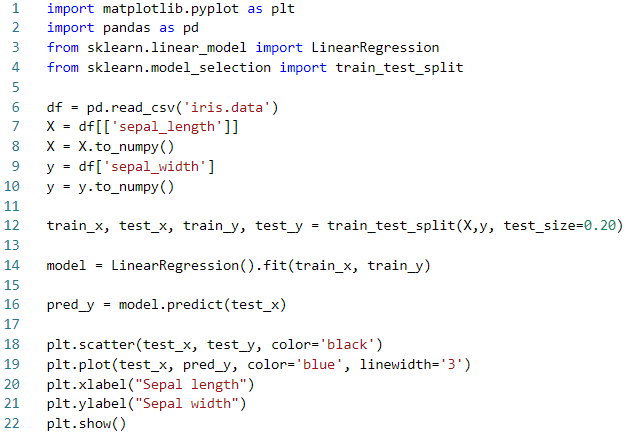 1 import matplotlib.pyplot as plt
2 import pandas as pd
3 from sklearn.linear_model import LinearRegression
4 from sklearn.model_selection import train_test_split
5
6 df = pd.read_csv('iris.data')
7 X = df[['sepal_length']]
8 X = X.to_numpy()
9 y = df['sepal_width']
10 y = y.to_numpy()
11
12 train_x, test_x, train_y, test_y = train_test_split(X,y, test_size=0.20)
13
14 model = LinearRegression().fit(train_x, train_y)
15
16 pred_y = model.predict(test_x)
17
18 plt.scatter(test_x, test_y, color='black')
19 plt.plot(test_x, pred_y, color='blue', linewidth='3')
20 plt.xlabel("Sepal length")
21 plt.ylabel("Sepal width")
22 plt.show()